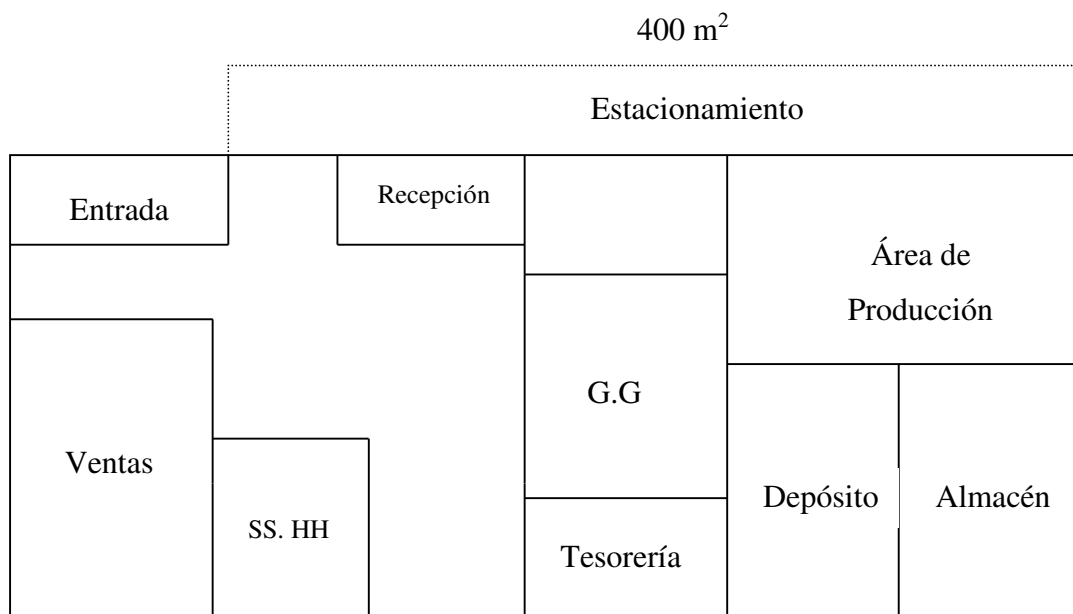 400 m²
Estacionamiento
Entrada
Recepción
Área de
Producción
G.G
Ventas
SS. HH
Tesorería
Depósito
Almacén